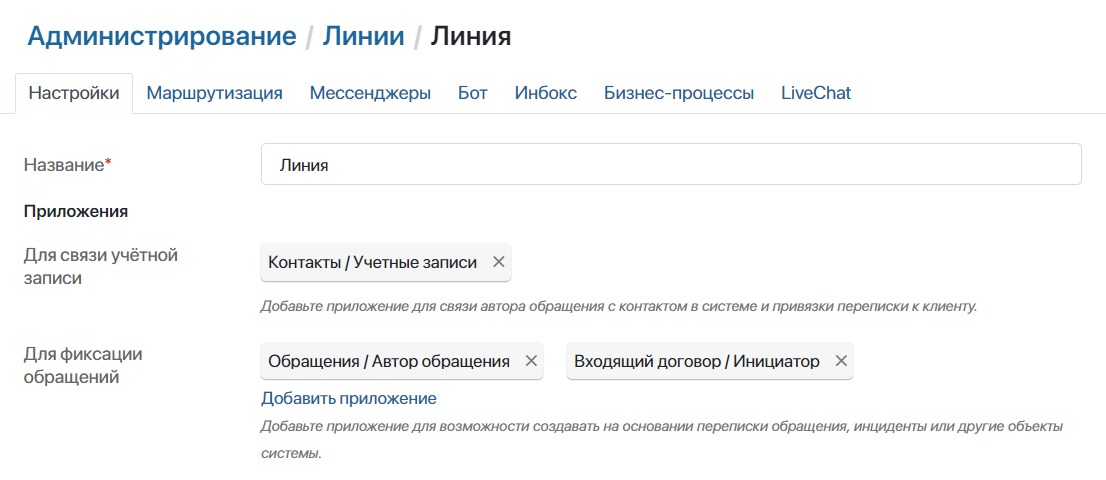 Администрирование / Линии / Линия
Настройки Маршрутизация Мессенджеры Бот Инбокс Бизнес-процессы LiveChat
Название* Линия
Приложения
Для связи учётной записи
Контакты / Учетные записи ×
Добавьте приложение для связи автора обращения с контактом в системе и привязки переписки к клиенту.
Для фиксации обращений
Обращения / Автор обращения × Входящий договор / Инициатор ×
Добавить приложение
Добавьте приложение для возможности создавать на основании переписки обращения, инциденты или другие объекты
системы.